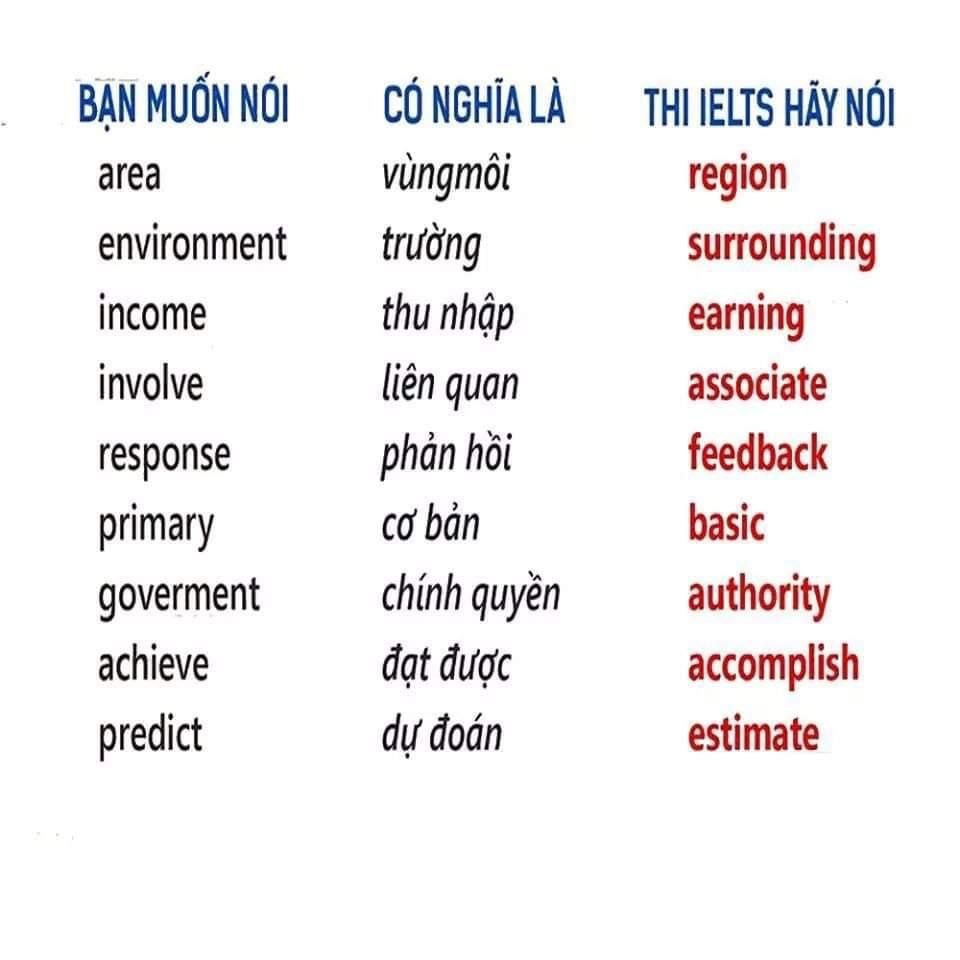 BẠN MUỐN NÓI CÓ NGHĨA LÀ THI IELTS HÃY NÓI
area vùngmôi region
environment trường surrounding
income thu nhập earning
involve liên quan associate
response phản hồi feedback
primary cơ bản basic
goverment chính quyền authority
achieve đạt được accomplish
predict dự đoán estimate